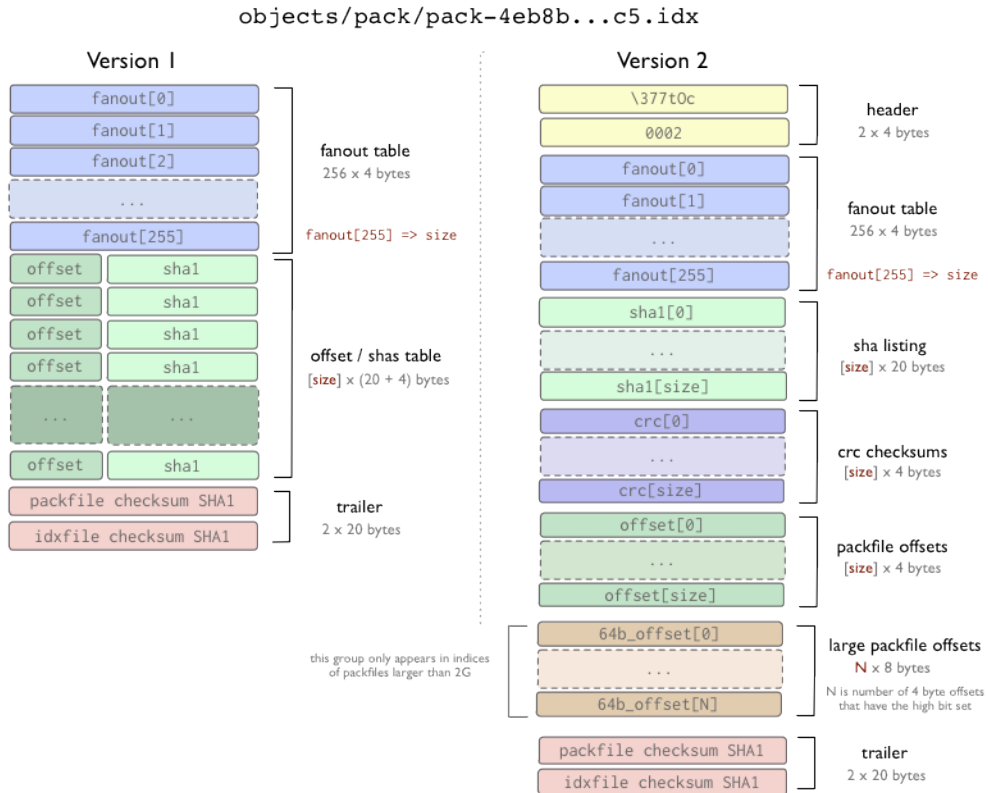 objects/pack/pack-4eb8b...c5.idx
Version 1
fanout[0]
fanout[1]
fanout[2]
...
fanout[255]
fanout table
256 x 4 bytes
fanout[255] => size
offset sha1
offset sha1
offset sha1
offset sha1
... ...
offset sha1
offset / shas table
[size] x (20 + 4) bytes
packfile checksum SHA1
idxfile checksum SHA1
trailer
2 x 20 bytes
Version 2
\377tOc
0002
header
2 x 4 bytes
fanout[0]
fanout[1]
...
fanout[255]
fanout table
256 x 4 bytes
fanout[255] => size
sha1[0]
...
sha1[size]
sha listing
[size] x 20 bytes
crc[0]
...
crc[size]
crc checksums
[size] x 4 bytes
offset[0]
...
offset[size]
packfile offsets
[size] x 4 bytes
this group only appears in indices
of packfiles larger than 2G
64b_offset[0]
...
64b_offset[N]
large packfile offsets
N x 8 bytes
N is number of 4 byte offsets
that have the high bit set
packfile checksum SHA1
idxfile checksum SHA1
trailer
2 x 20 bytes